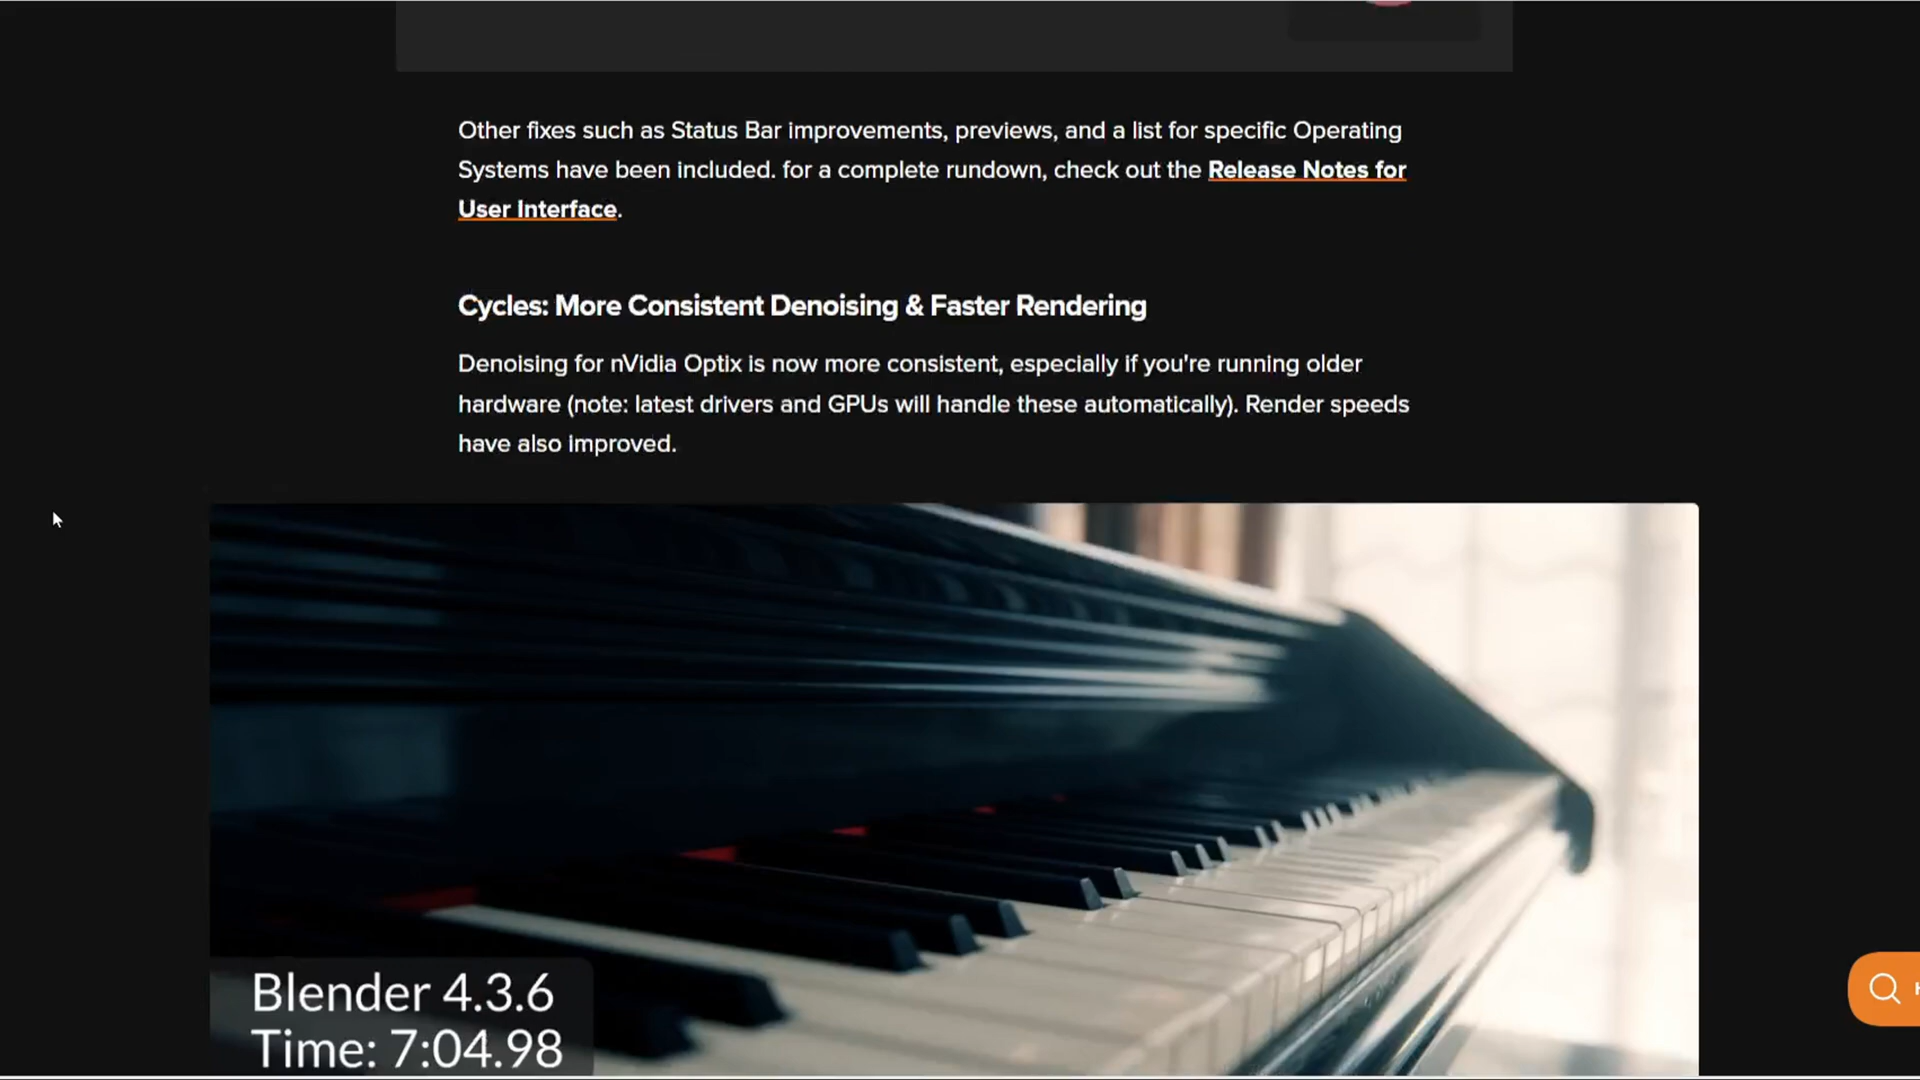 Other fixes such as Status Bar improvements, previews, and a list for specific Operating
Systems have been included. for a complete rundown, check out the Release Notes for
User Interface.
Cycles: More Consistent Denoising & Faster Rendering
Denoising for nVidia Optix is now more consistent, especially if you're running older
hardware (note: latest drivers and GPUs will handle these automatically). Render speeds
have also improved.
Blender 4.3.6
Time: 7:04.98